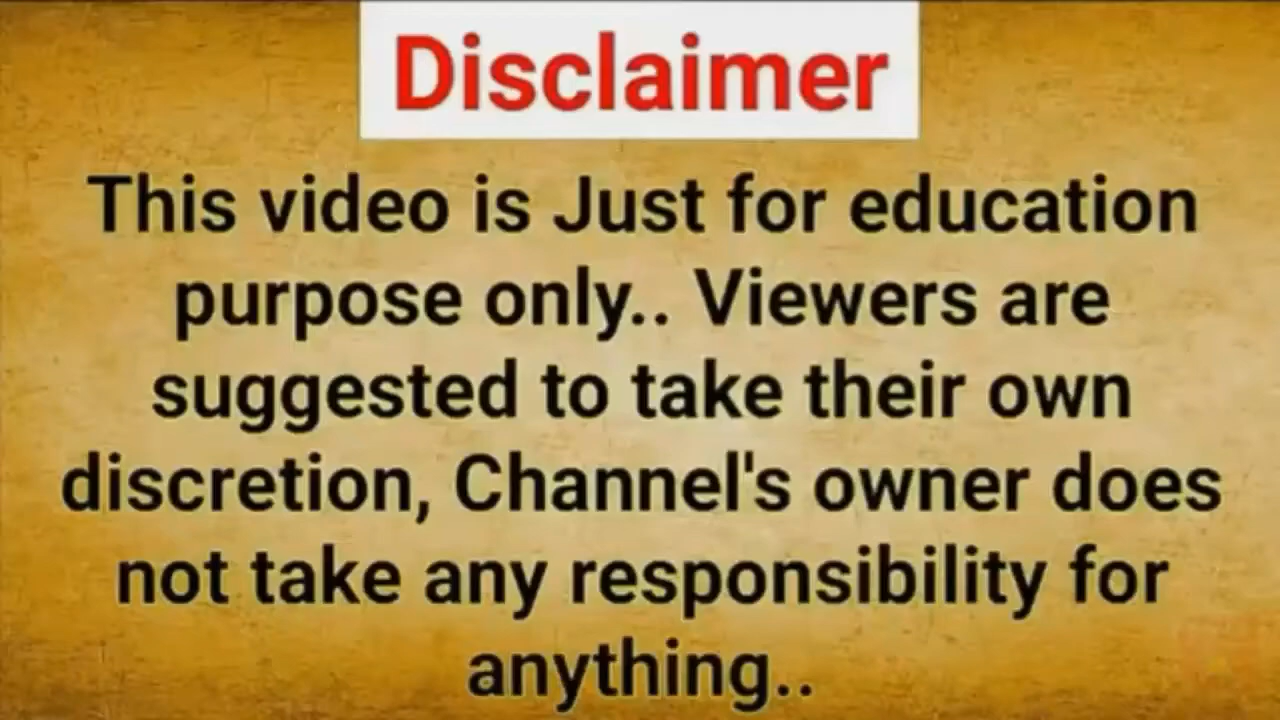 Disclaimer
This video is Just for education
purpose only.. Viewers are
suggested to take their own
discretion, Channel's owner does
not take any responsibility for
anything..